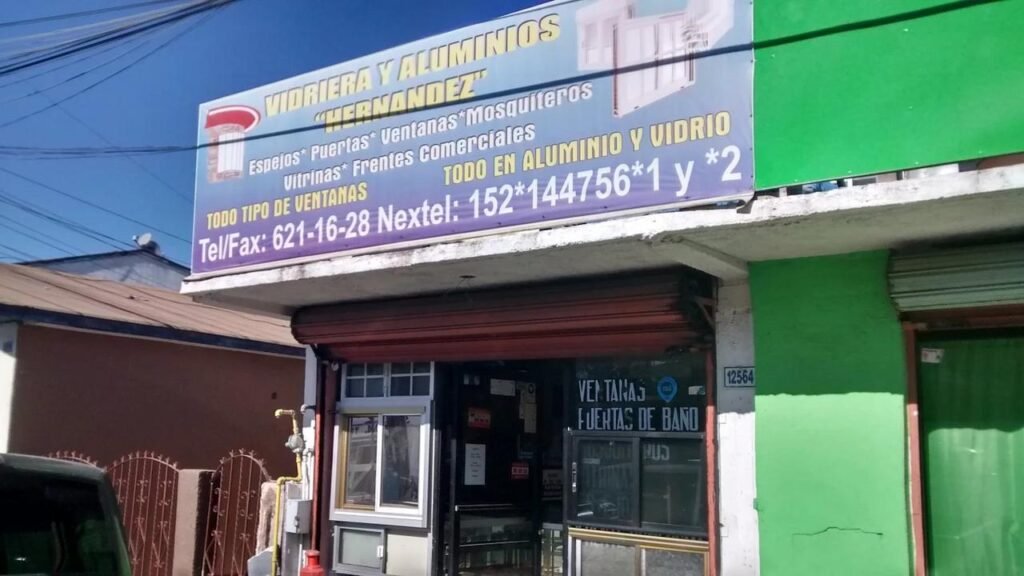 VIDRIERA Y ALUMINIOS
"HERNANDEZ"
Espejos* Puertas* Ventanas*Mosquiteros
Vitrinas* Frentes Comerciales
TODO TIPO DE VENTANAS
TODO EN ALUMINIO Y VIDRIO
Tel/Fax: 621-16-28 Nextel: 152*144756*1 y *2
12564
VENTANAS
PUERTAS DE BAÑO